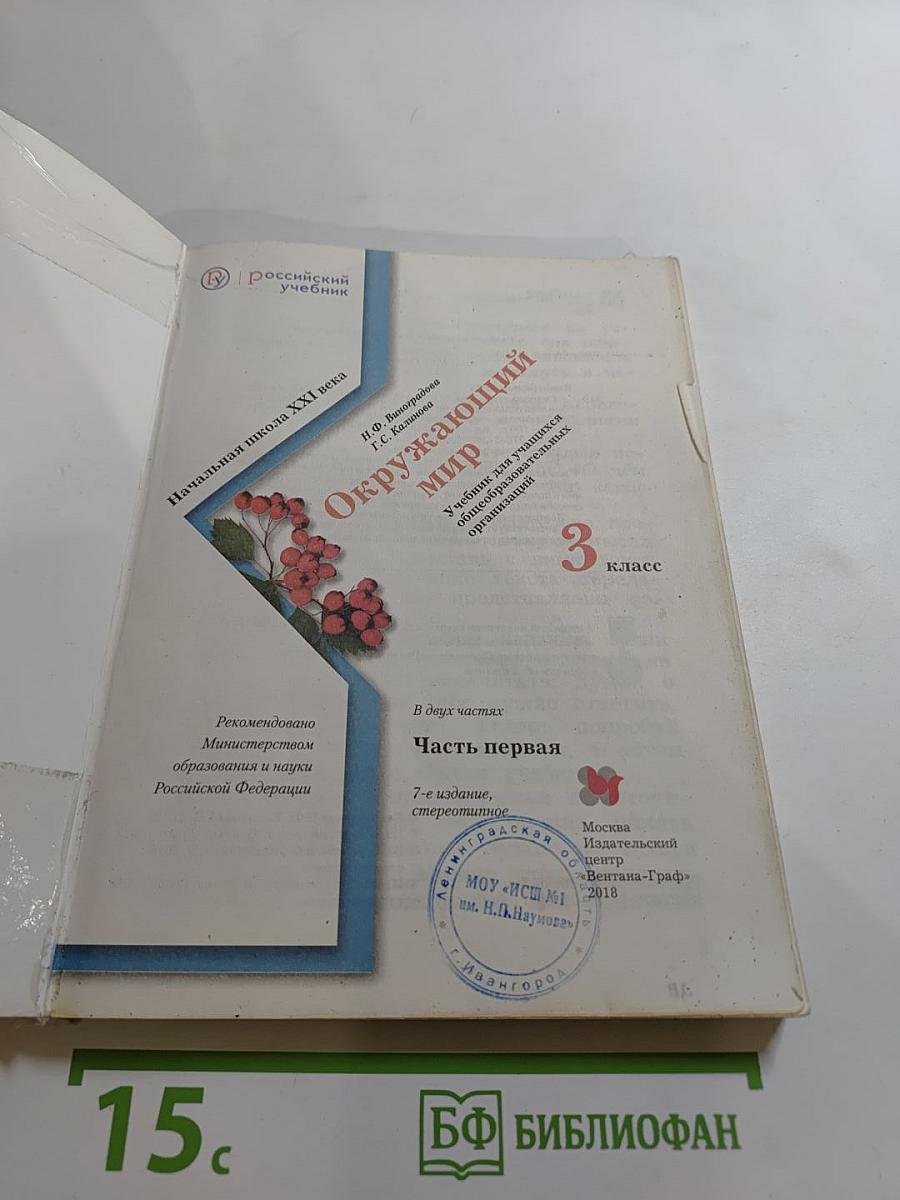 РУ | Российский
учебник
Начальная школа XXI века
Н.Ф. Виноградова
Г.С. Калинова
Окружающий
мир
Учебник для учащихся
общеобразовательных
организаций
3 класс
Рекомендовано
Министерством
образования и науки
Российской Федерации
В двух частях
Часть первая
7-е издание,
стереотипное
Москва
Издательский
центр
«Вентана-Граф»
2018
Ленинградская область
МОУ «ИСШ №1
им. Н.П.Наумова»
г. Ивангород
15 с
БФ БИБЛИОФАН